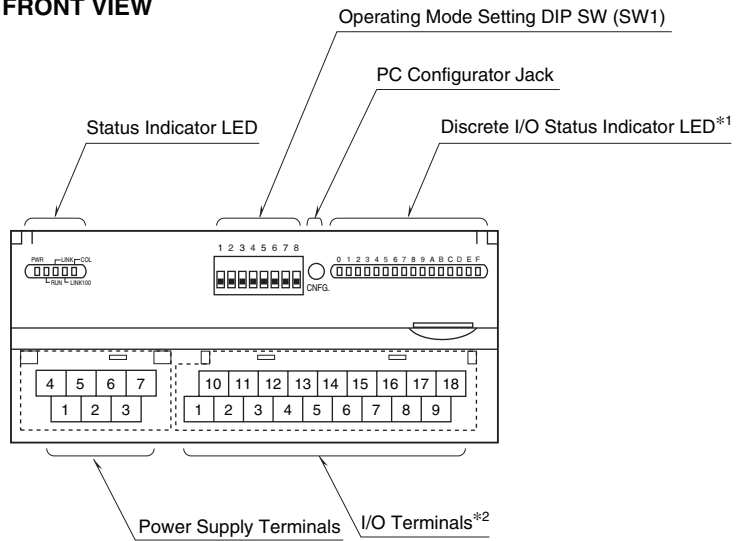 FRONT VIEW
Operating Mode Setting DIP SW (SW1)
PC Configurator Jack
Status Indicator LED
Discrete I/O Status Indicator LED*1
1 2 3 4 5 6 7 8
PWR LINK COL
0 1 2 3 4 5 6 7 8 9 A B C D E F
RUN LINK100
CNFG.
4 5 6 7
10 11 12 13 14 15 16 17 18
1 2 3
1 2 3 4 5 6 7 8 9
Power Supply Terminals
I/O Terminals*2